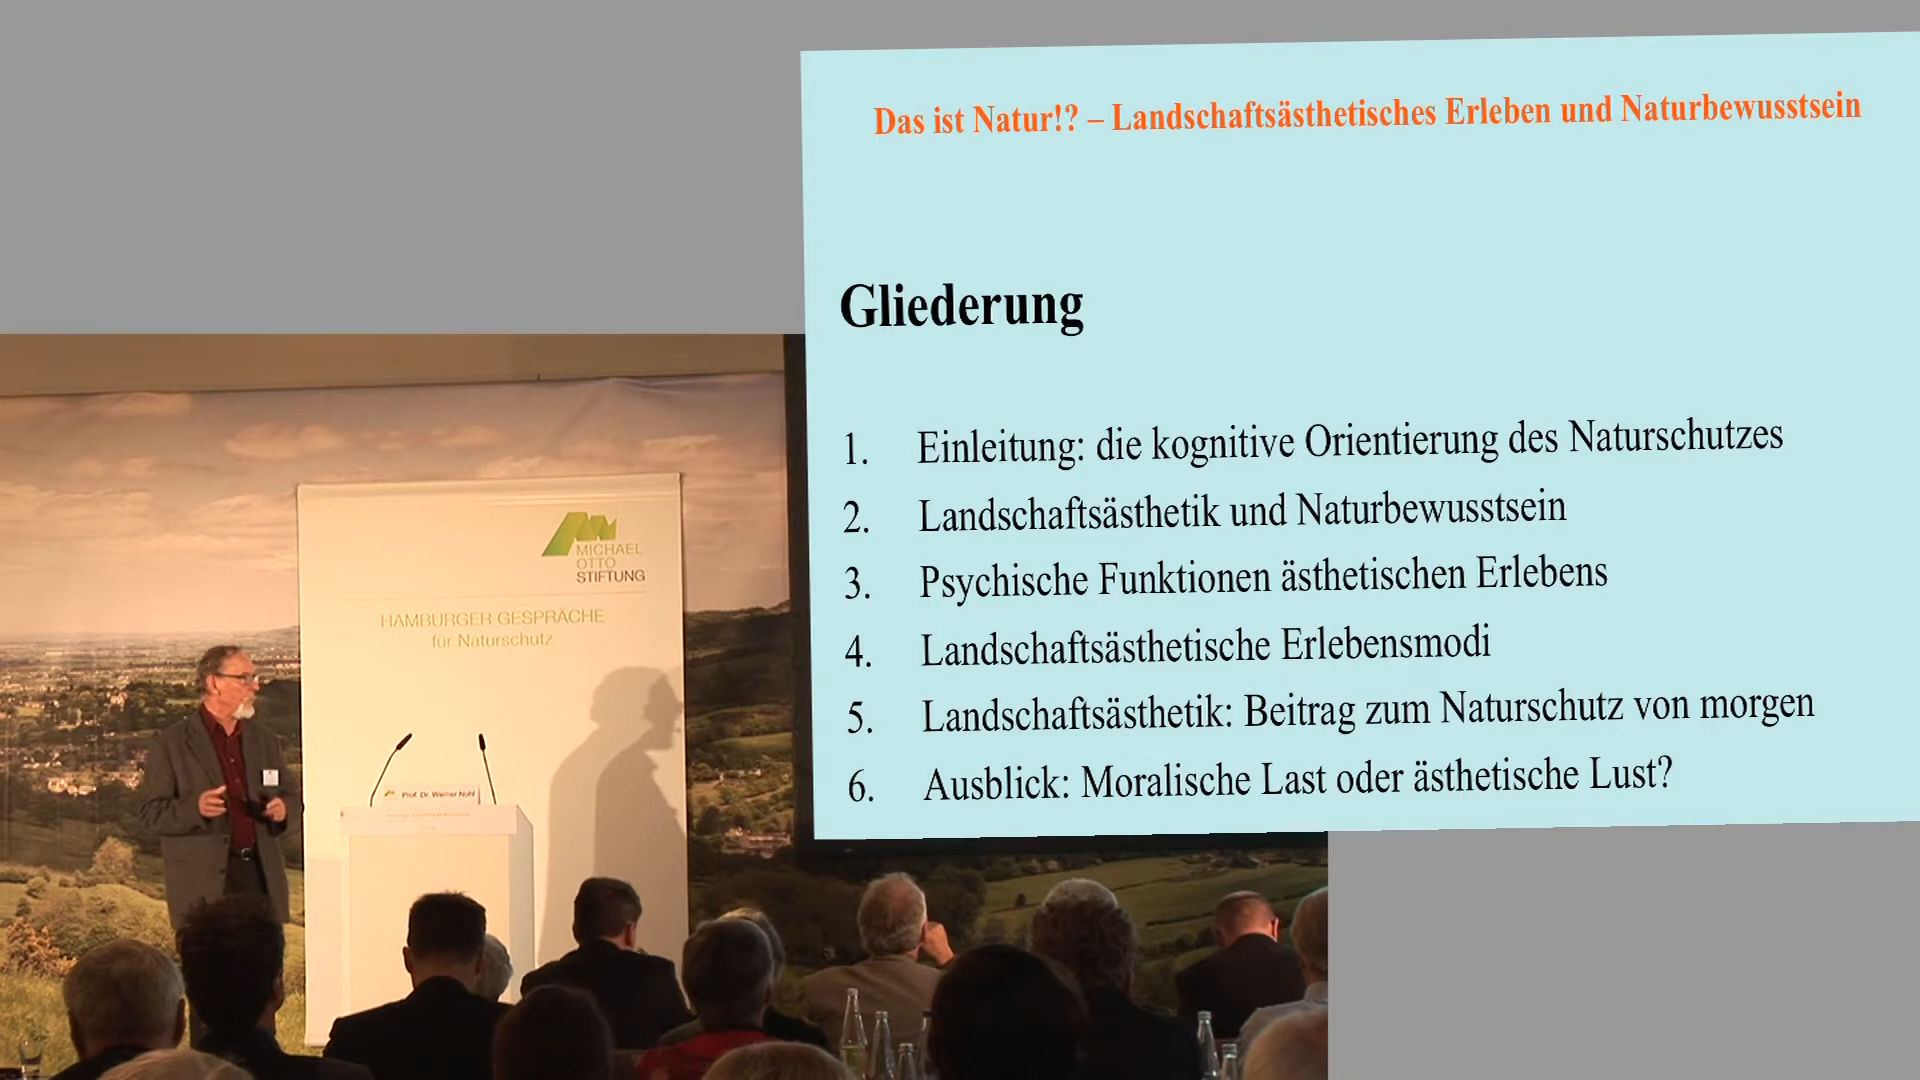 Das ist Natur!? – Landschaftsästhetisches Erleben und Naturbewusstsein
Gliederung
1. Einleitung: die kognitive Orientierung des Naturschutzes
2. Landschaftsästhetik und Naturbewusstsein
3. Psychische Funktionen ästhetischen Erlebens
4. Landschaftsästhetische Erlebensmodi
5. Landschaftsästhetik: Beitrag zum Naturschutz von morgen
6. Ausblick: Moralische Last oder ästhetische Lust?
MICHAEL
OTTO
STIFTUNG
HAMBURGER GESPRÄCHE
für Naturschutz
Prof. Dr. Werner Nohl